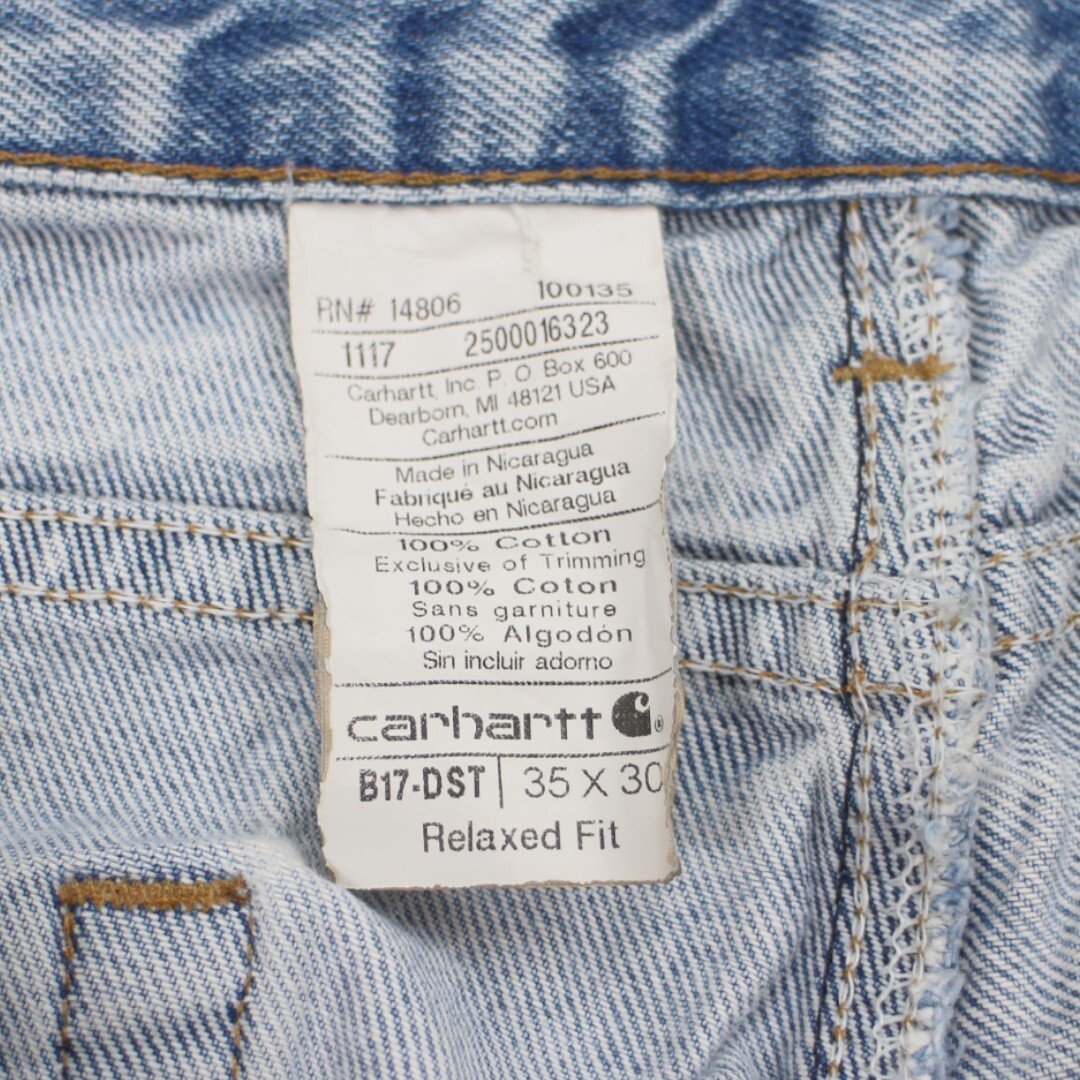 RN# 14806 100135
1117 2500016323
Carhartt, Inc. P. O Box 600
Dearborn, MI 48121 USA
Carhartt.com
Made in Nicaragua
Fabriqué au Nicaragua
Hecho en Nicaragua
100% Cotton
Exclusive of Trimming
100% Coton
Sans garniture
100% Algodón
Sin incluir adorno
carhartt ®
B17-DST | 35 X 30
Relaxed Fit